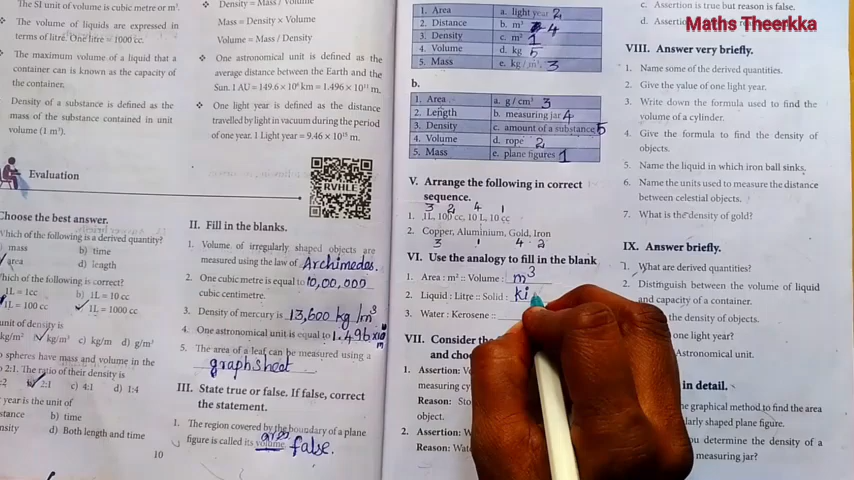 The SI unit of volume is cubic metre or m³.
The volume of liquids are expressed in
terms of litre. One litre = 1000 cc.
The maximum volume of liquid that a
container can is known as the capacity of
the container.
Density of a substance is defined as the
mass of the substance contained in unit
volume (1 m³).
Evaluation
Choose the best answer.
Which of the following is a derived quantity?
mass b) time
area d) length
1L = 1cc b) 1L = 10 cc
1L = 100 cc 1L = 1000 cc
unit of density is
kg/m² kg/m³ c) kg/m d) g/m²
spheres have mass and volume in the
2:1. The ratio of their density is
2:1 c) 4:1 d) 1:4
year is the unit of
b) time
d) Both length and time
Density = Mass / Volume
Mass = Density × Volume
Volume = Mass / Density
One astronomical unit is defined as the
average distance between the Earth and the
Sun. 1 AU = 149.6 × 10⁶ km = 1.496 × 10¹¹ m.
One light year is defined as the distance
travelled by light in vacuum during the period
of one year. 1 Light year = 9.46 × 10¹⁵ m.
RVHLE
II. Fill in the blanks.
1. Volume of irregularly shaped objects are
measured using the law of Archimedes.
2. One cubic metre is equal to 10,00,000
cubic centimetre.
3. Density of mercury is 13,600 kg/m³
4. One astronomical unit is equal to 1.496×10¹¹ m
5. The area of a leaf can be measured using a
graph sheet
III. State true or false. If false, correct
the statement.
1. The region covered by the boundary of a plane
figure is called its volume. area false.
10
1. Area a. light year 2
2. Distance b. m³ 4
3. Density c. m² 1
4. Volume d. kg 5
5. Mass e. kg / m³ 3
b.
1. Area a. g / cm³ 3
2. Length b. measuring jar 4
3. Density c. amount of a substance 5
4. Volume d. rope 2
5. Mass e. plane figures 1
V. Arrange the following in correct
sequence.
3 2 4 1
1. 1L, 100 cc, 10 L, 10 cc
2. Copper, Aluminium, Gold, Iron
3 1 4 2
VI. Use the analogy to fill in the blank
1. Area : m² :: Volume : m³
2. Liquid : Litre :: Solid : ki
3. Water : Kerosene ::
VII. Consider the
and cho
1. Assertion: Vo
measuring cy
Reason: Sto
object.
2. Assertion: W
Reason: Wat
c. Assertion is true but reason is false.
d. Assertion
Maths Theerkka
VIII. Answer very briefly.
1. Name some of the derived quantities.
2. Give the value of one light year.
3. Write down the formula used to find the
volume of a cylinder.
4. Give the formula to find the density of
objects.
5. Name the liquid in which iron ball sinks.
6. Name the units used to measure the distance
between celestial objects.
7. What is the density of gold?
IX. Answer briefly.
1. What are derived quantities?
2. Distinguish between the volume of liquid
and capacity of a container.
the density of objects.
one light year?
Astronomical unit.
in detail.
graphical method to find the area
larly shaped plane figure.
u determine the density of a
measuring jar?